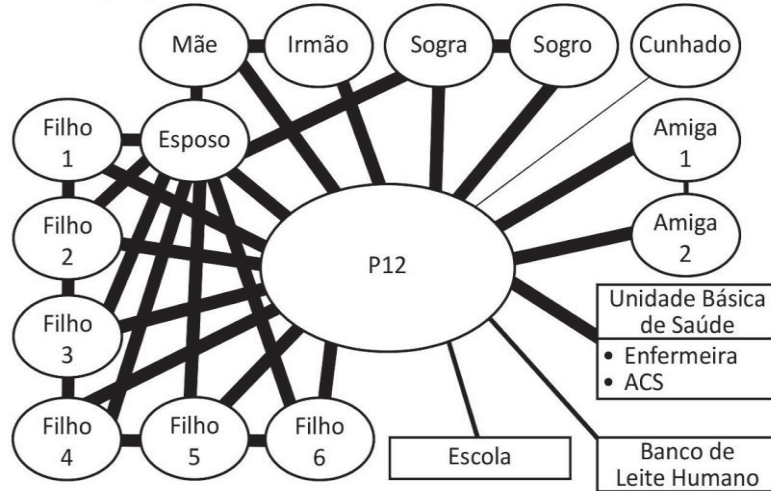 Mãe
Irmão
Sogra
Sogro
Cunhado
Filho
1
Esposo
Amiga
1
Filho
2
Amiga
2
P12
Filho
3
Unidade Básica
de Saúde
• Enfermeira
• ACS
Filho
4
Filho
5
Filho
6
Escola
Banco de
Leite Humano